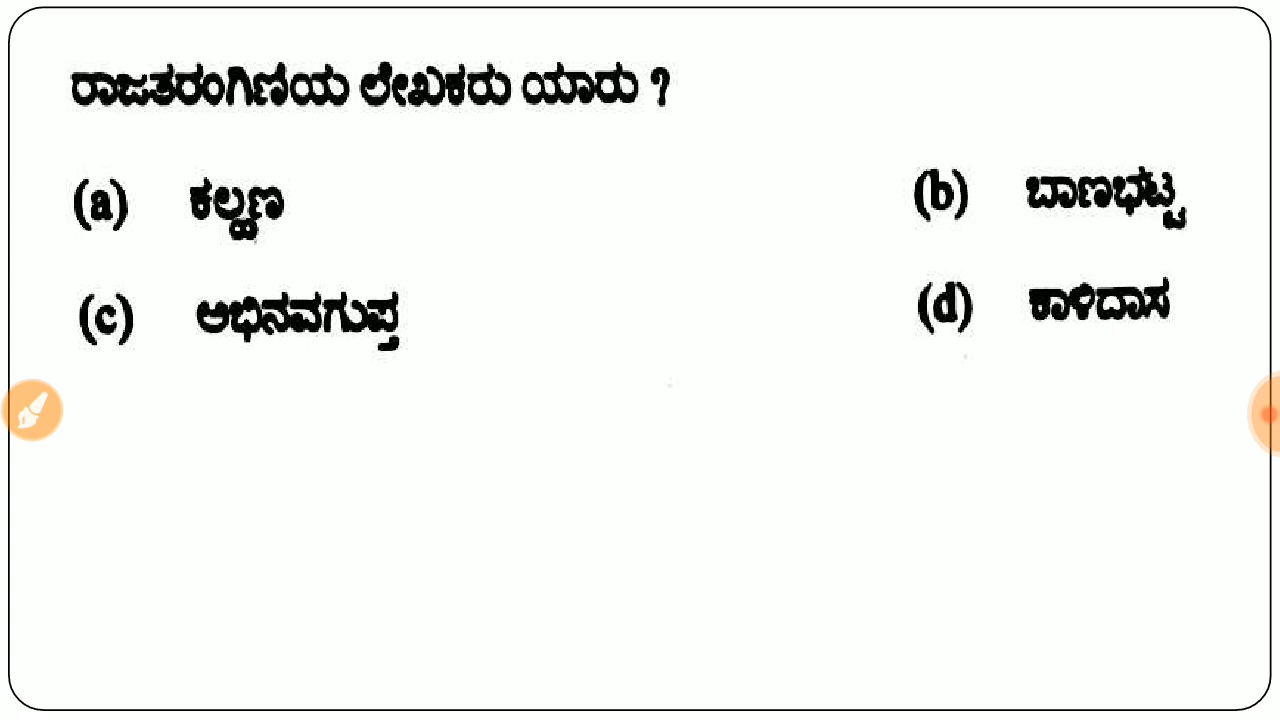 ರಾಜತರಂಗಿಣಿಯ ಲೇಖಕರು ಯಾರು ?
(a) ಕಲ್ಹಣ (b) ಬಾಣಭಟ್ಟ
(c) ಅಭಿನವಗುಪ್ತ (d) ಕಾಳಿದಾಸ